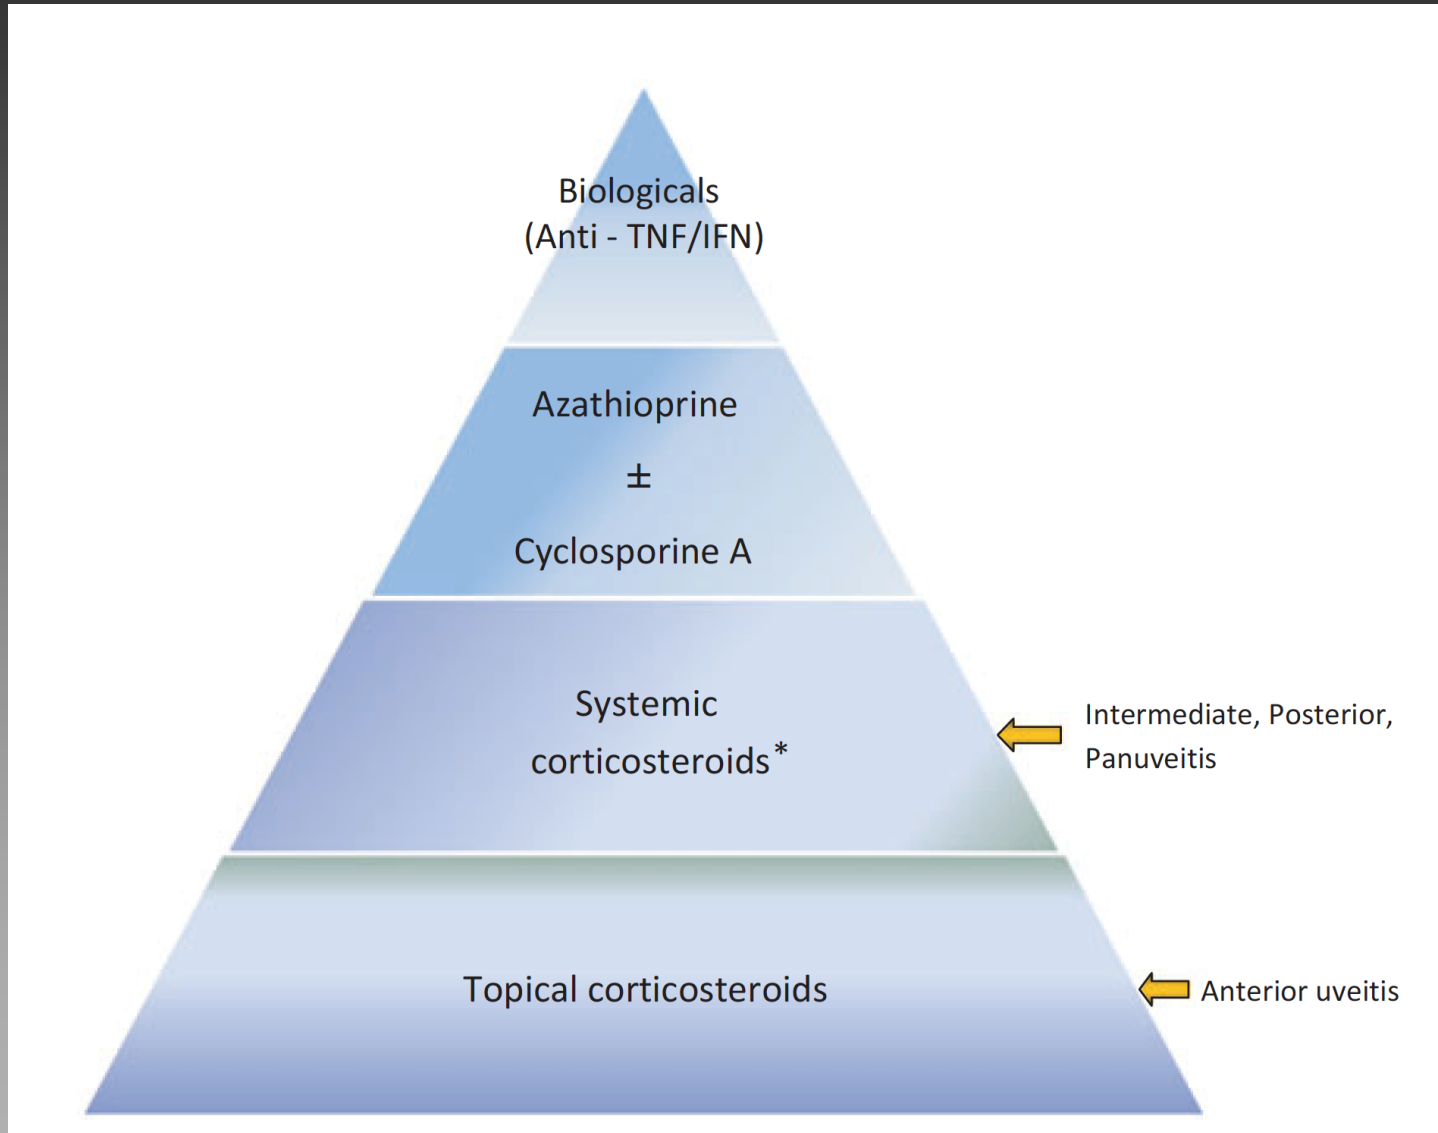 Biologicals
(Anti - TNF/IFN)
Azathioprine
±
Cyclosporine A
Systemic
corticosteroids*
Intermediate, Posterior,
Panuveitis
Topical corticosteroids
Anterior uveitis